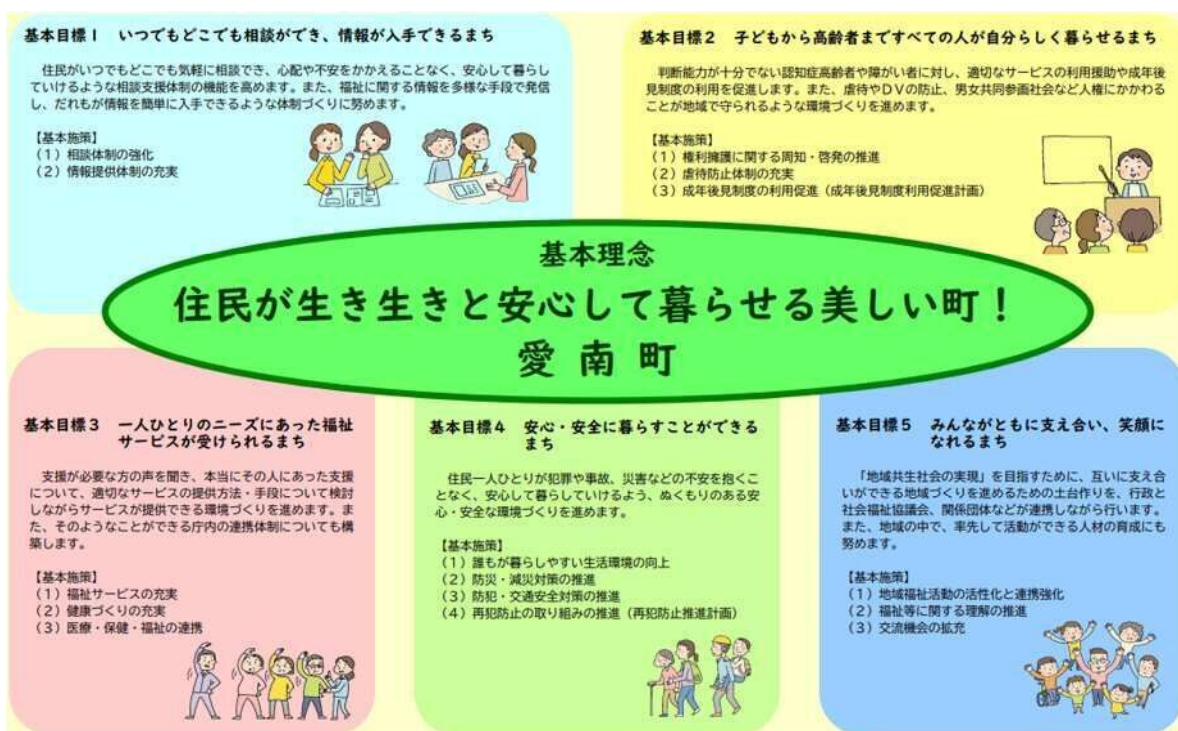 基本目標1 いつでもどこでも相談ができ、情報が入手できるまち
住民がいつでもどこでも気軽に相談でき、心配や不安をかかえることなく、安心して暮らし
ていけるような相談支援体制の機能を高めます。また、福祉に関する情報を多様な手段で発信
し、だれもが情報を簡単に入手できるような体制づくりに努めます。
【基本施策】
(1)相談体制の強化
(2)情報提供体制の充実
基本目標2 子どもから高齢者まですべての人が自分らしく暮らせるまち
判断能力が十分でない認知症高齢者や障がい者に対し、適切なサービスの利用援助や成年後
見制度の利用を促進します。また、虐待やDVの防止、男女共同参画社会など人権にかかわる
ことが地域で守られるような環境づくりを進めます。
【基本施策】
(1)権利擁護に関する周知・啓発の推進
(2)虐待防止体制の充実
(3)成年後見制度の利用促進(成年後見制度利用促進計画)
基本理念
住民が生き生きと安心して暮らせる美しい町!
愛南町
基本目標3 一人ひとりのニーズにあった福祉
サービスが受けられるまち
支援が必要な方の声を聞き、本当にその人にあった支援
について、適切なサービスの提供方法・手段について検討
しながらサービスが提供できる環境づくりを進めます。ま
た、そのようなことができる庁内の連携体制についても構
築します。
【基本施策】
(1)福祉サービスの充実
(2)健康づくりの充実
(3)医療・保健・福祉の連携
基本目標4 安心・安全に暮らすことができる
まち
住民一人ひとりが犯罪や事故、災害などの不安を抱くこ
となく、安心して暮らしていけるよう、ぬくもりのある安
心・安全な環境づくりを進めます。
【基本施策】
(1)誰もが暮らしやすい生活環境の向上
(2)防災・減災対策の推進
(3)防犯・交通安全対策の推進
(4)再犯防止の取り組みの推進(再犯防止推進計画)
基本目標5 みんながともに支え合い、笑顔に
なれるまち
「地域共生社会の実現」を目指すために、互いに支え合
いができる地域づくりを進めるための土台作りを、行政と
社会福祉協議会、関係団体などが連携しながら行います。
また、地域の中で、率先して活動ができる人材の育成にも
努めます。
【基本施策】
(1)地域福祉活動の活性化と連携強化
(2)福祉等に関する理解の推進
(3)交流機会の拡充